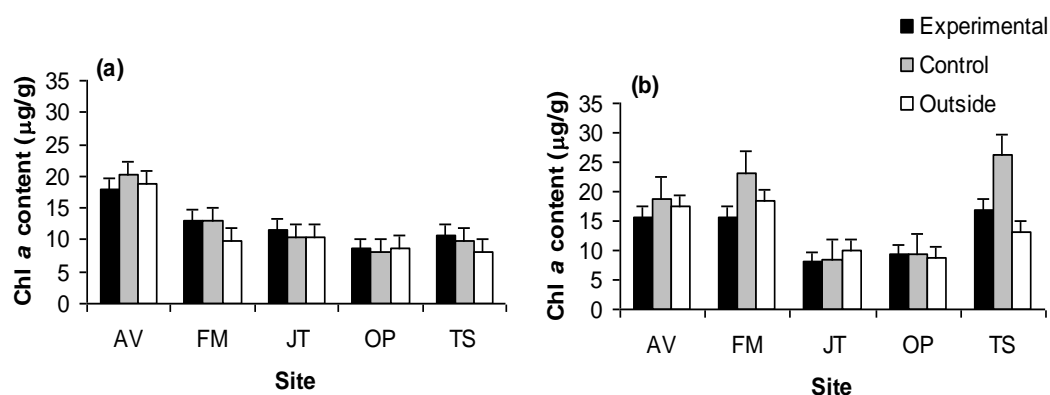 Experimental
Control
Outside
(a)
Chl a content (μg/g)
35
30
25
20
15
10
5
0
AV FM JT OP TS
Site
(b)
Chl a content (μg/g)
35
30
25
20
15
10
5
0
AV FM JT OP TS
Site